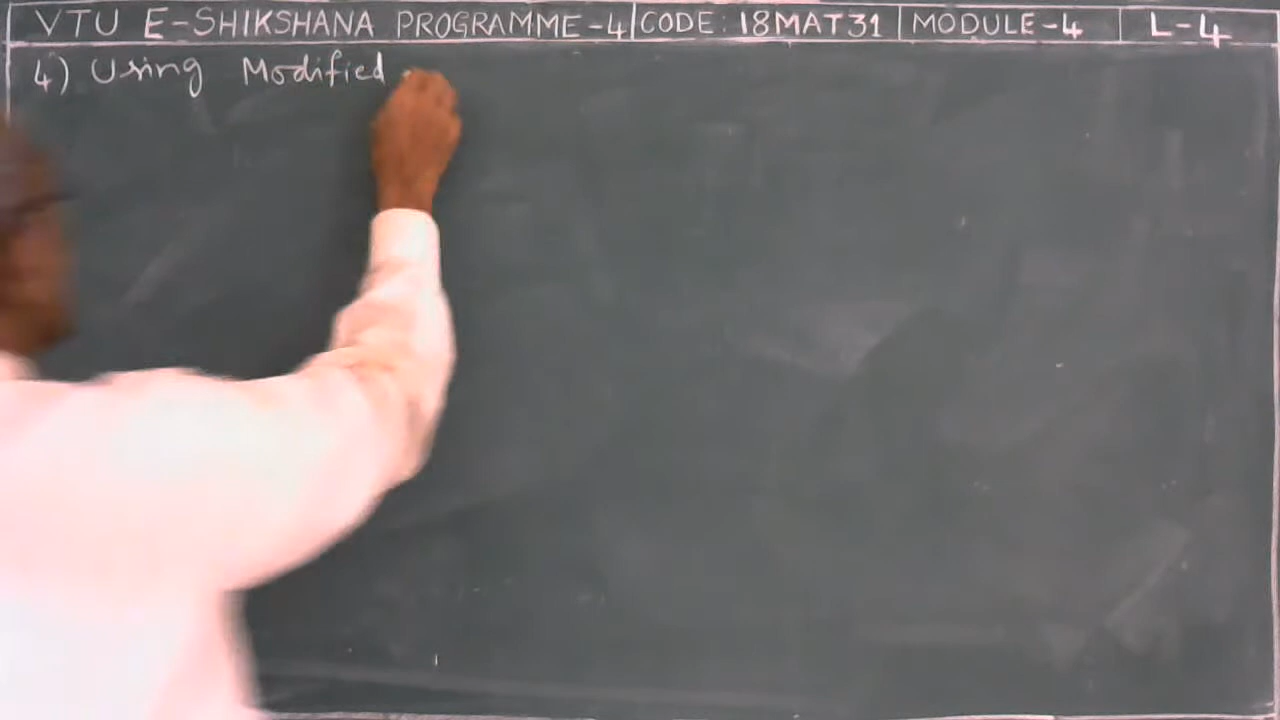 VTU E-SHIKSHANA PROGRAMME-4 CODE: 18MAT31 MODULE-4 L-4
4) Using Modified